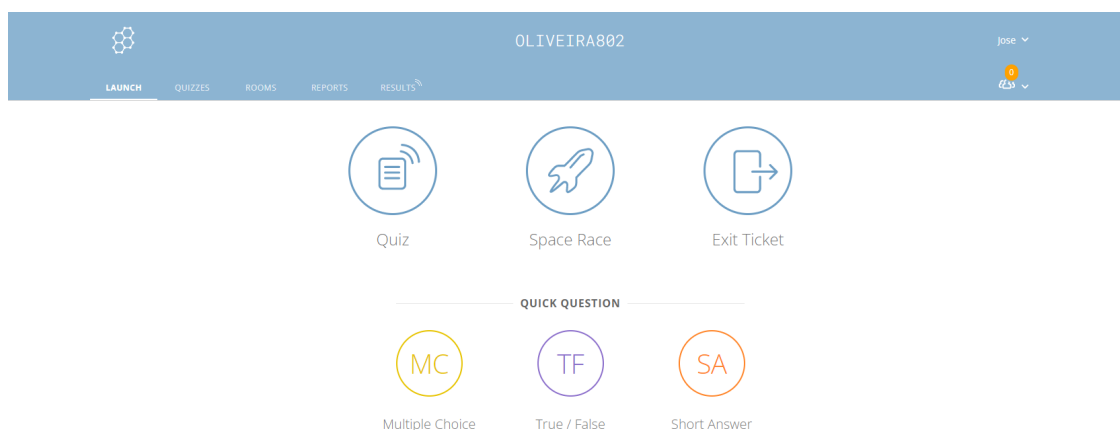 OLIVEIRA802
Jose
0
LAUNCH QUIZZES ROOMS REPORTS RESULTS
Quiz Space Race Exit Ticket
QUICK QUESTION
MC TF SA
Multiple Choice True / False Short Answer